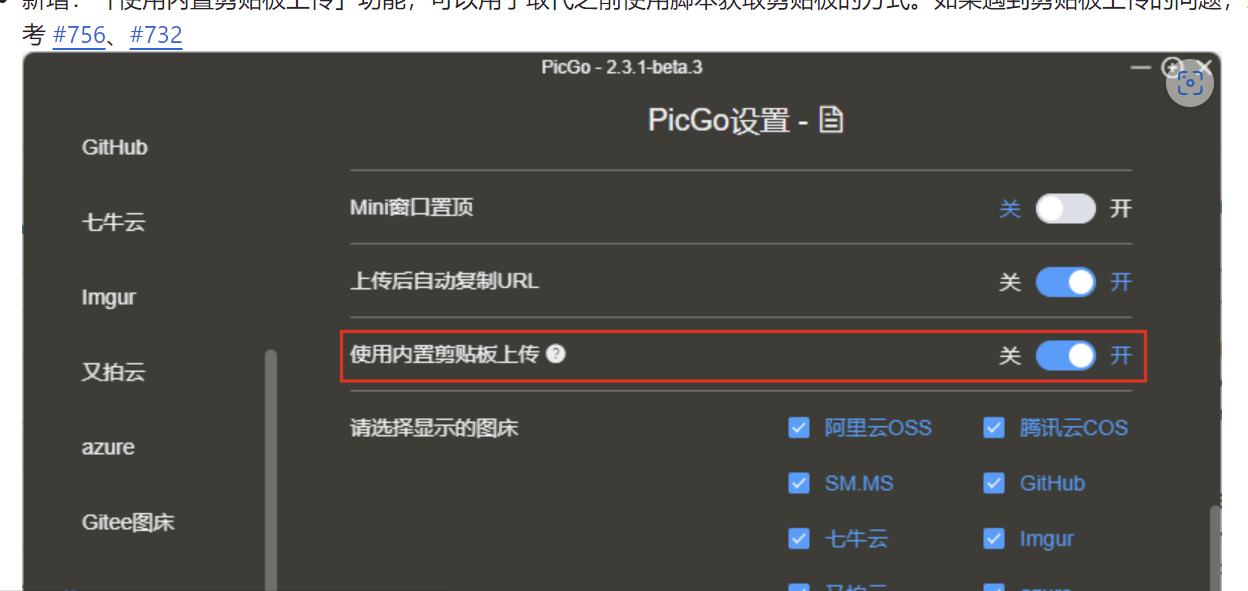 新增：「使用内置剪贴板上传」功能，可以用于取代之前使用脚本获取剪贴板的方式。如果遇到剪贴板上传的问题，
考 #756、#732
PicGo - 2.3.1-beta.3
PicGo设置 -
GitHub
七牛云
Imgur
又拍云
azure
Gitee图床
Mini窗口置顶 关 开
上传后自动复制URL 关 开
使用内置剪贴板上传 ? 关 开
请选择显示的图床 阿里云OSS 腾讯云COS
SM.MS GitHub
七牛云 Imgur
又拍云 azure